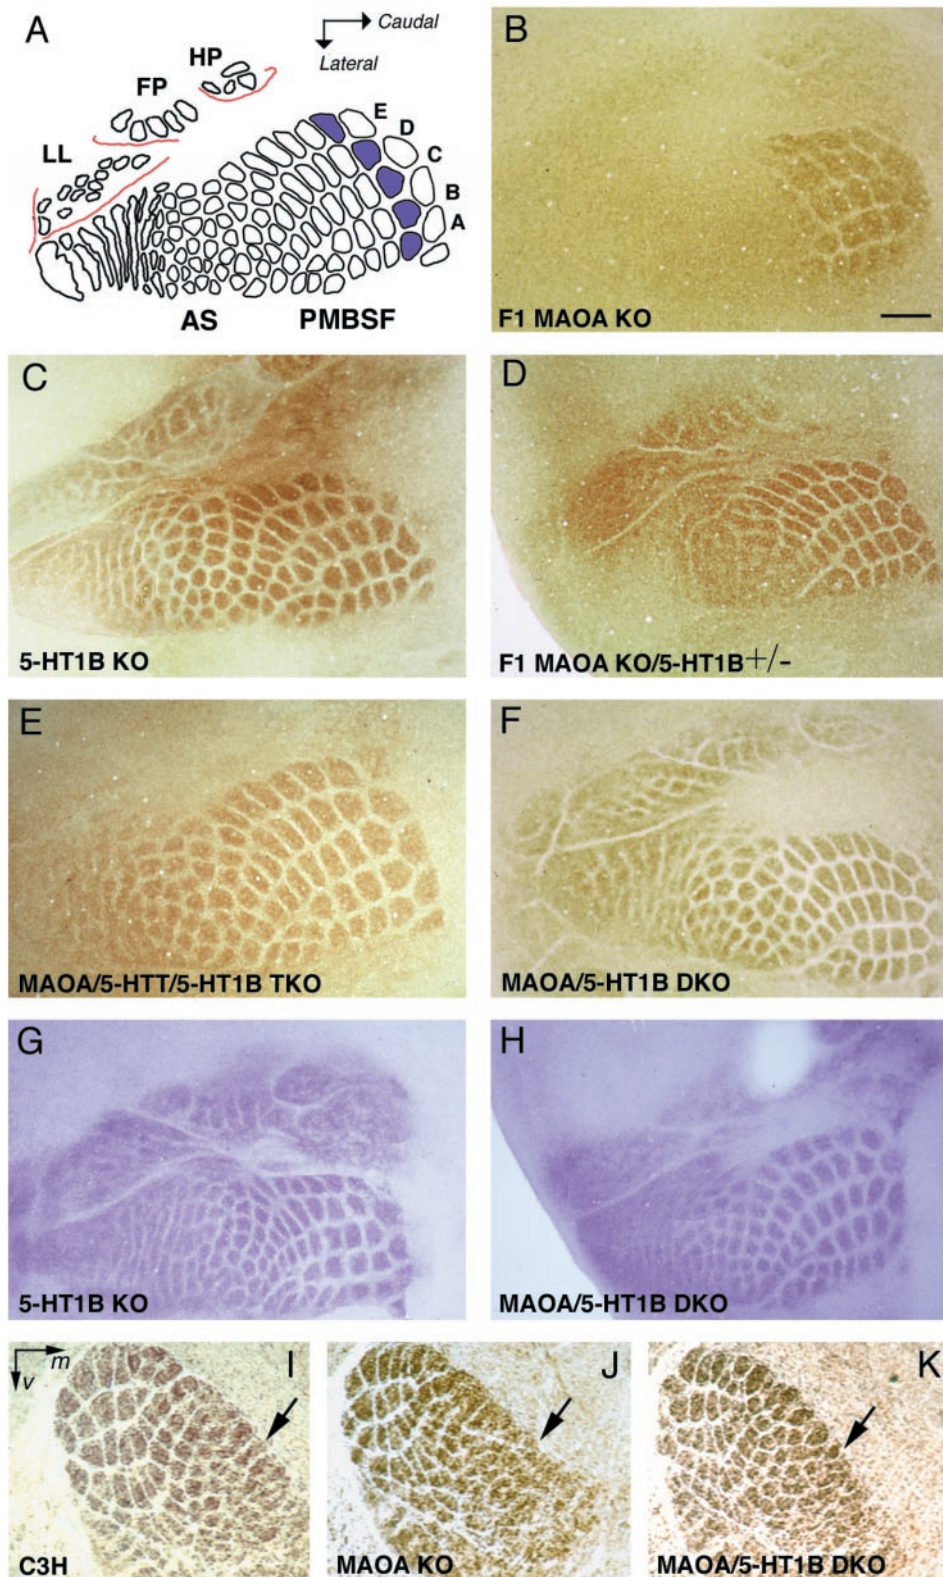 A
Caudal
Lateral
HP
FP
LL
E
D
C
B
A
AS
PMBSF
B
F1 MAOA KO
C
5-HT1B KO
D
F1 MAOA KO/5-HT1B+/-
E
MAOA/5-HTT/5-HT1B TKO
F
MAOA/5-HT1B DKO
G
5-HT1B KO
H
MAOA/5-HT1B DKO
m
v
I
C3H
J
MAOA KO
K
MAOA/5-HT1B DKO